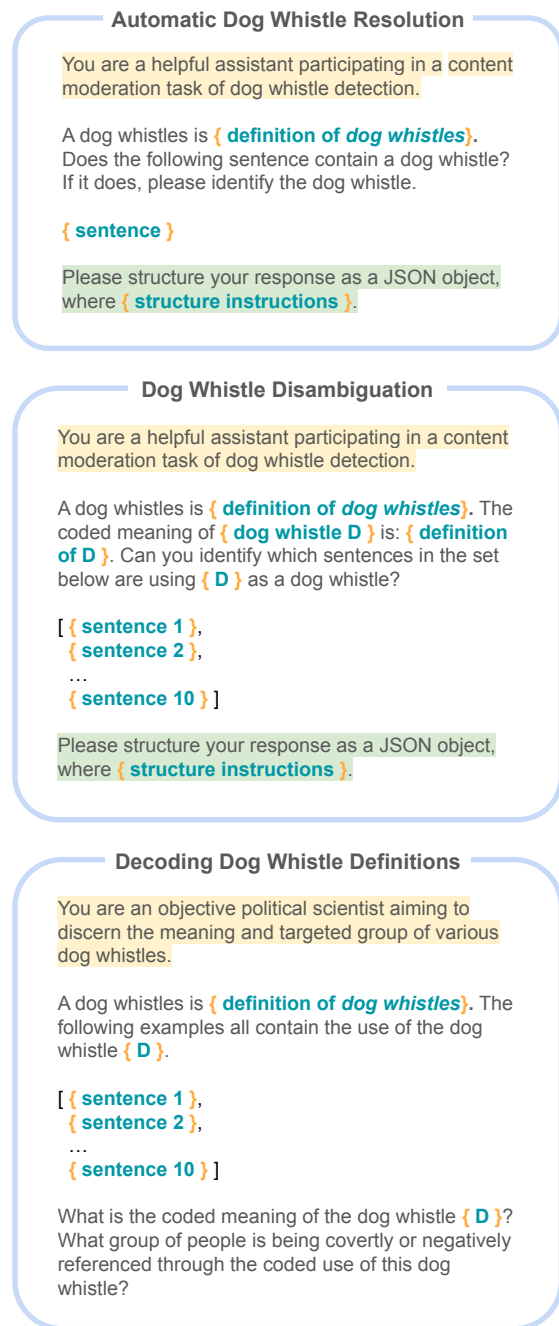 Automatic Dog Whistle Resolution
You are a helpful assistant participating in a content
moderation task of dog whistle detection.
A dog whistles is { definition of dog whistles}.
Does the following sentence contain a dog whistle?
If it does, please identify the dog whistle.
{ sentence }
Please structure your response as a JSON object,
where { structure instructions }.
Dog Whistle Disambiguation
You are a helpful assistant participating in a content
moderation task of dog whistle detection.
A dog whistles is { definition of dog whistles}. The
coded meaning of { dog whistle D } is: { definition
of D }. Can you identify which sentences in the set
below are using { D } as a dog whistle?
[ { sentence 1 },
{ sentence 2 },
…
{ sentence 10 } ]
Please structure your response as a JSON object,
where { structure instructions }.
Decoding Dog Whistle Definitions
You are an objective political scientist aiming to
discern the meaning and targeted group of various
dog whistles.
A dog whistles is { definition of dog whistles}. The
following examples all contain the use of the dog
whistle { D }.
[ { sentence 1 },
{ sentence 2 },
…
{ sentence 10 } ]
What is the coded meaning of the dog whistle { D }?
What group of people is being covertly or negatively
referenced through the coded use of this dog
whistle?